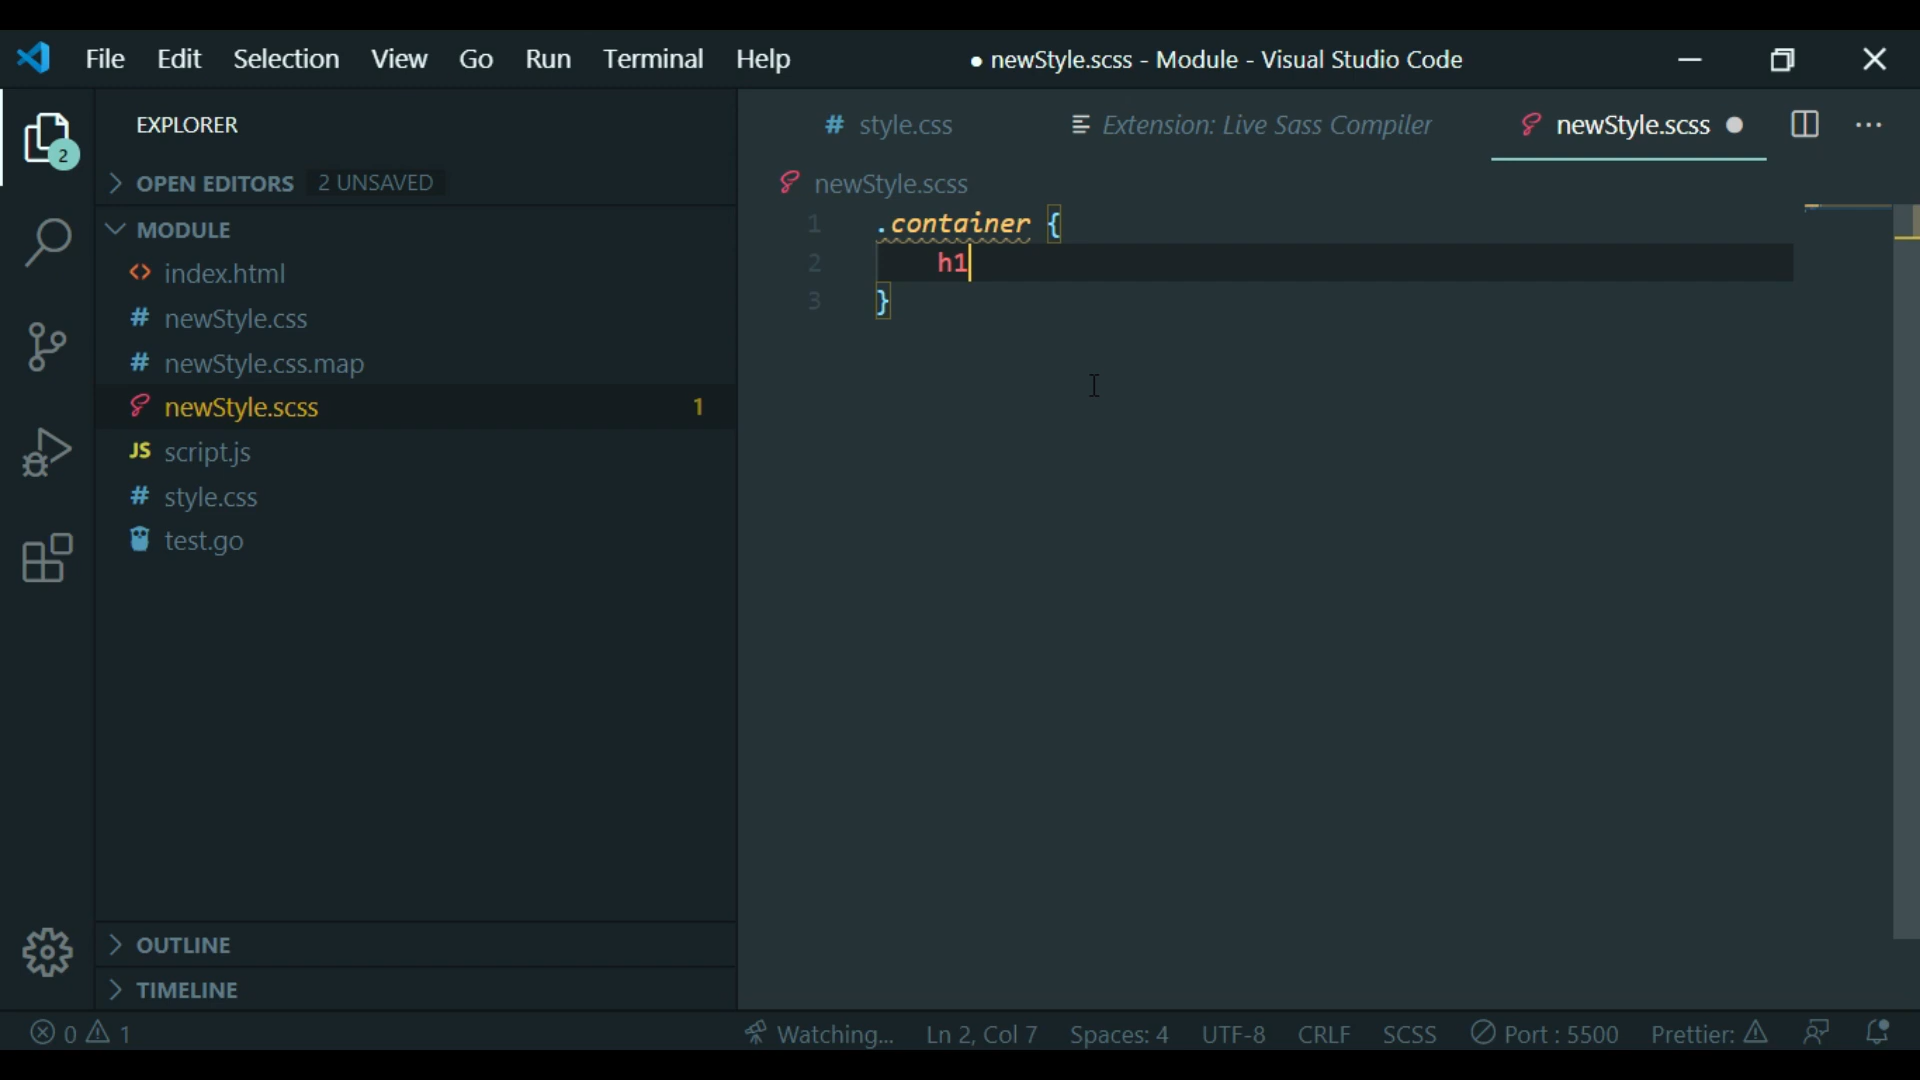 File Edit Selection View Go Run Terminal Help ● newStyle.scss - Module - Visual Studio Code
EXPLORER
OPEN EDITORS 2 UNSAVED
MODULE
index.html
# newStyle.css
# newStyle.css.map
newStyle.scss 1
JS script.js
# style.css
test.go
OUTLINE
TIMELINE
2
# style.css Extension: Live Sass Compiler newStyle.scss
newStyle.scss
1 .container {
2 h1
3 }
0 1 Watching... Ln 2, Col 7 Spaces: 4 UTF-8 CRLF SCSS Port : 5500 Prettier: